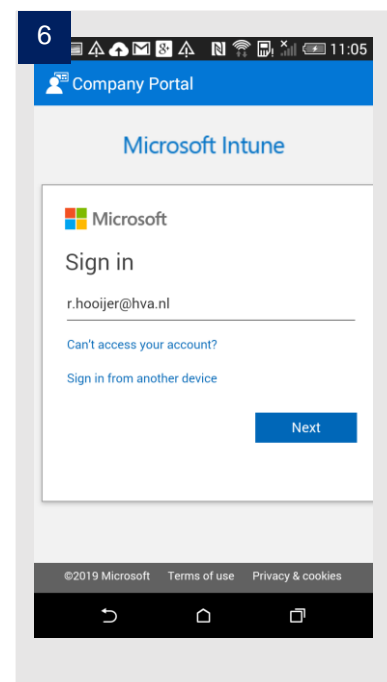 6
11:05
Company Portal
Microsoft Intune
Microsoft
Sign in
r.hooijer@hva.nl
Can't access your account?
Sign in from another device
Next
©2019 Microsoft Terms of use Privacy & cookies